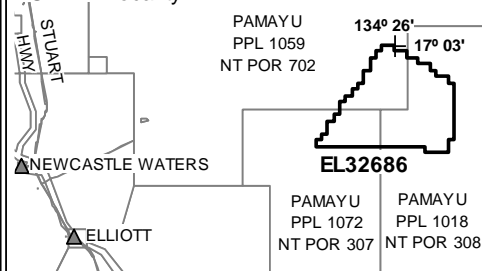 STUART
HWY
PAMAYU
PPL 1059
NT POR 702
134º 26'
17º 03'
NEWCASTLE WATERS
EL32686
ELLIOTT
PAMAYU
PPL 1072
NT POR 307
PAMAYU
PPL 1018
NT POR 308